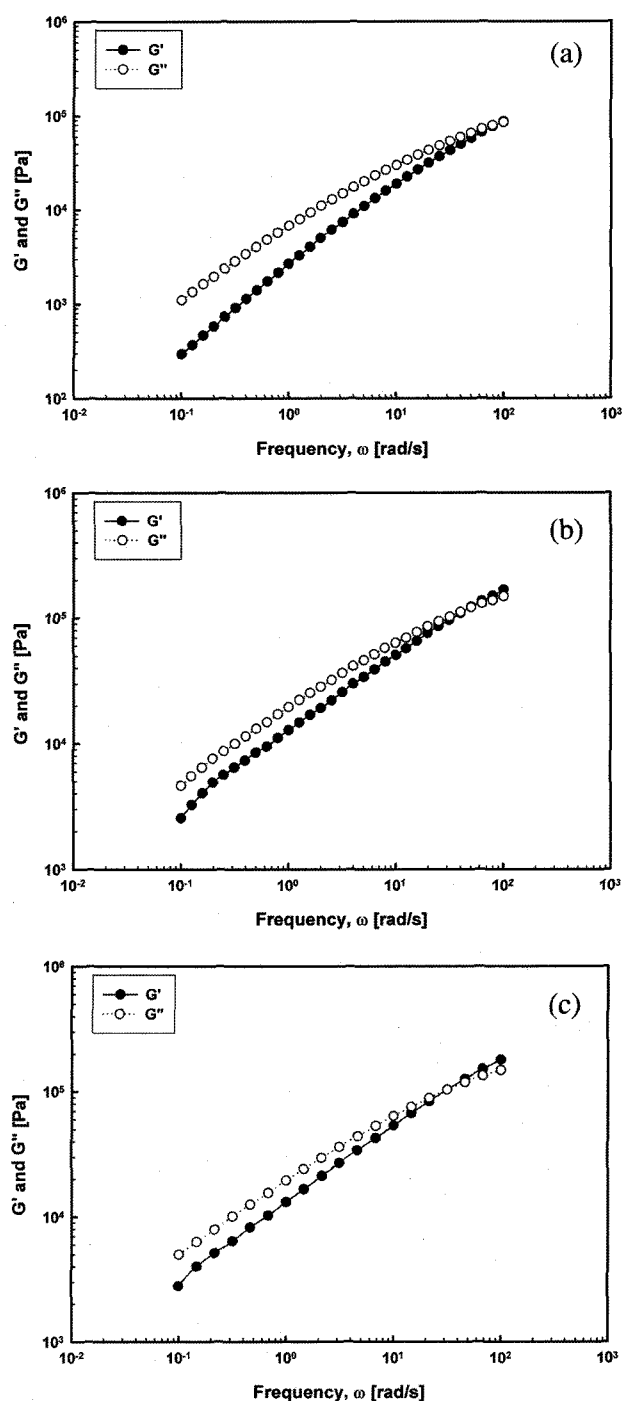 G'
G"
(a)
10⁶
10⁵
10⁴
10³
10²
G' and G" [Pa]
10⁻² 10⁻¹ 10⁰ 10¹ 10² 10³
Frequency, ω [rad/s]
G'
G"
(b)
10⁶
10⁵
10⁴
10³
G' and G" [Pa]
10⁻² 10⁻¹ 10⁰ 10¹ 10² 10³
Frequency, ω [rad/s]
G'
G"
(c)
10⁶
10⁵
10⁴
10³
G' and G" [Pa]
10⁻² 10⁻¹ 10⁰ 10¹ 10² 10³
Frequency, ω [rad/s]